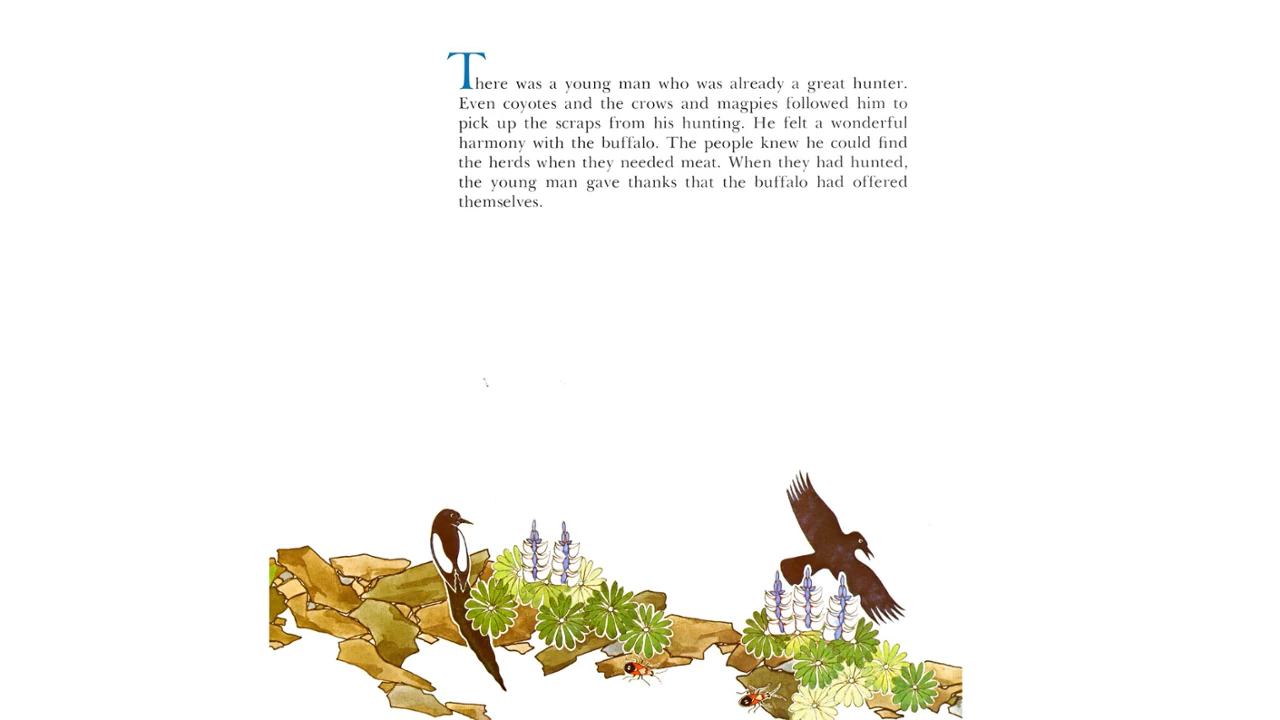 There was a young man who was already a great hunter.
Even coyotes and the crows and magpies followed him to
pick up the scraps from his hunting. He felt a wonderful
harmony with the buffalo. The people knew he could find
the herds when they needed meat. When they had hunted,
the young man gave thanks that the buffalo had offered
themselves.